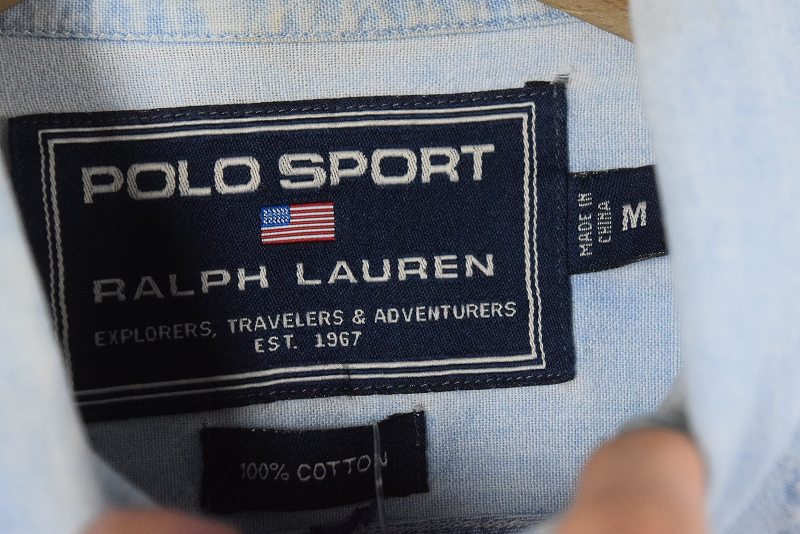 POLO SPORT
RALPH LAUREN
EXPLORERS, TRAVELERS & ADVENTURERS
EST. 1967
MADE IN
CHINA
M
100% COTTON